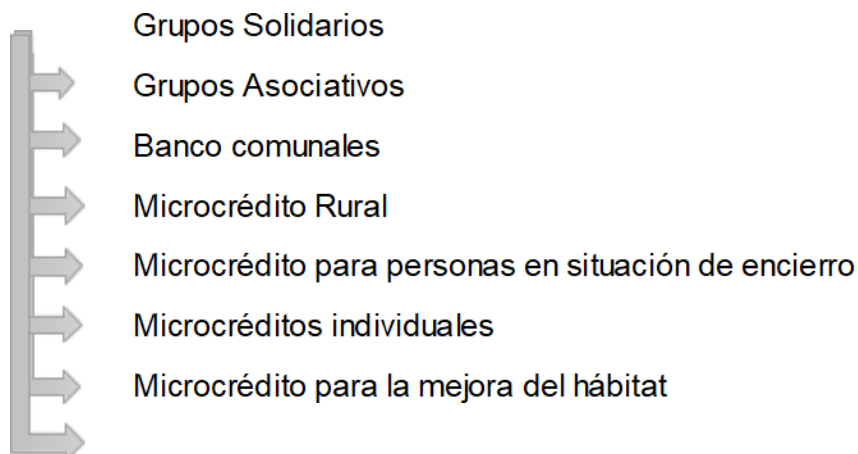 Grupos Solidarios
Grupos Asociativos
Banco comunales
Microcrédito Rural
Microcrédito para personas en situación de encierro
Microcréditos individuales
Microcrédito para la mejora del hábitat